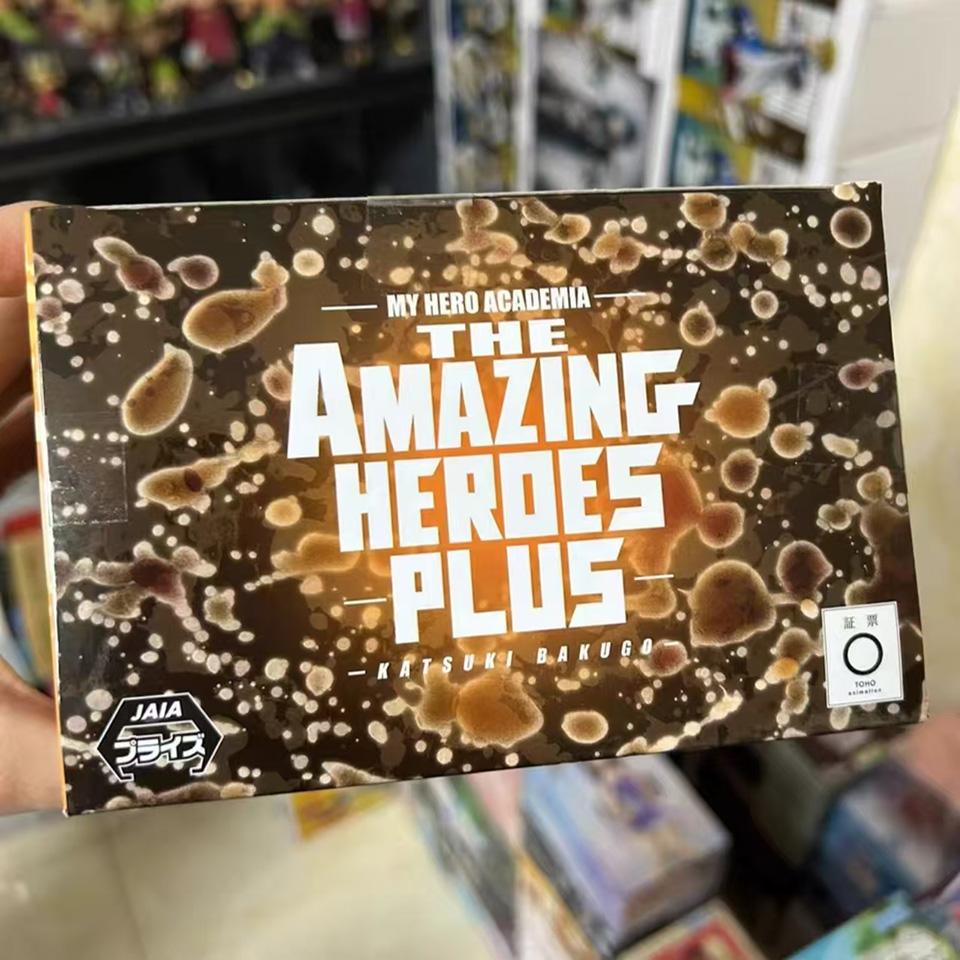 MY HERO ACADEMIA
THE
AMAZING
HEROES
PLUS
KATSUKI BAKUGO
証票
TOHO
animation
JAIA
プライズ